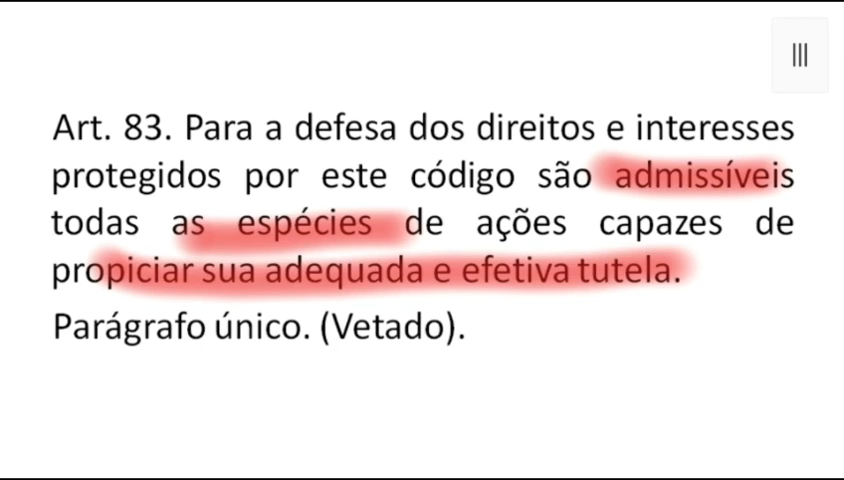 Art. 83. Para a defesa dos direitos e interesses
protegidos por este código são admissíveis
todas as espécies de ações capazes de
propiciar sua adequada e efetiva tutela.
Parágrafo único. (Vetado).